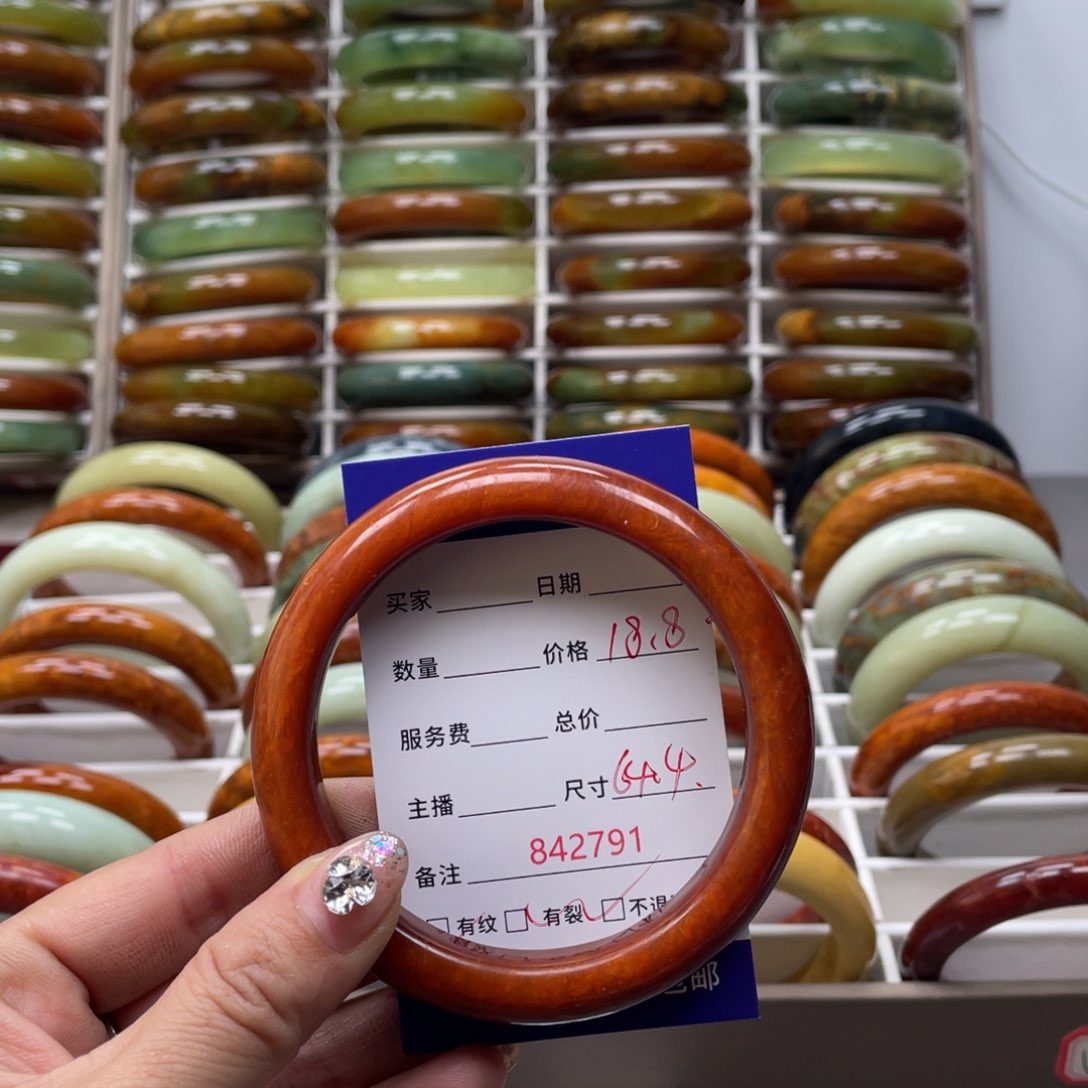 买家 日期
数量 价格 18.8
服务费 总价
主播 尺寸 64.4.
842791
备注
有纹 有裂 不退
邮